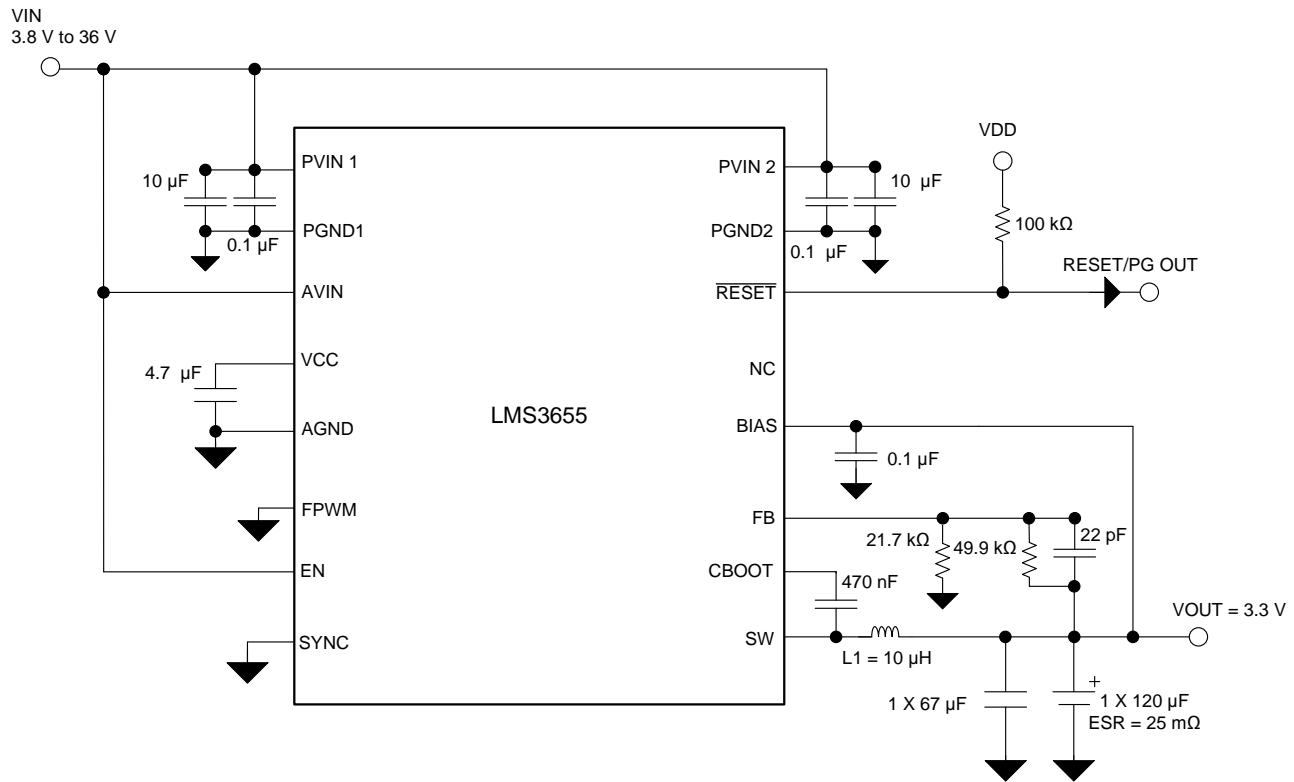 VIN
3.8 V to 36 V
VDD
PVIN 1
PVIN 2
10 µF
10 µF
100 kΩ
PGND1
PGND2
0.1 µF
0.1 µF
RESET/PG OUT
AVIN
RESET
VCC
NC
4.7 µF
LMS3655
AGND
BIAS
0.1 µF
FPWM
FB
21.7 kΩ
49.9 kΩ
22 pF
EN
CBOOT
470 nF
VOUT = 3.3 V
SYNC
SW
L1 = 10 µH
+
1 X 67 µF
1 X 120 µF
ESR = 25 mΩ